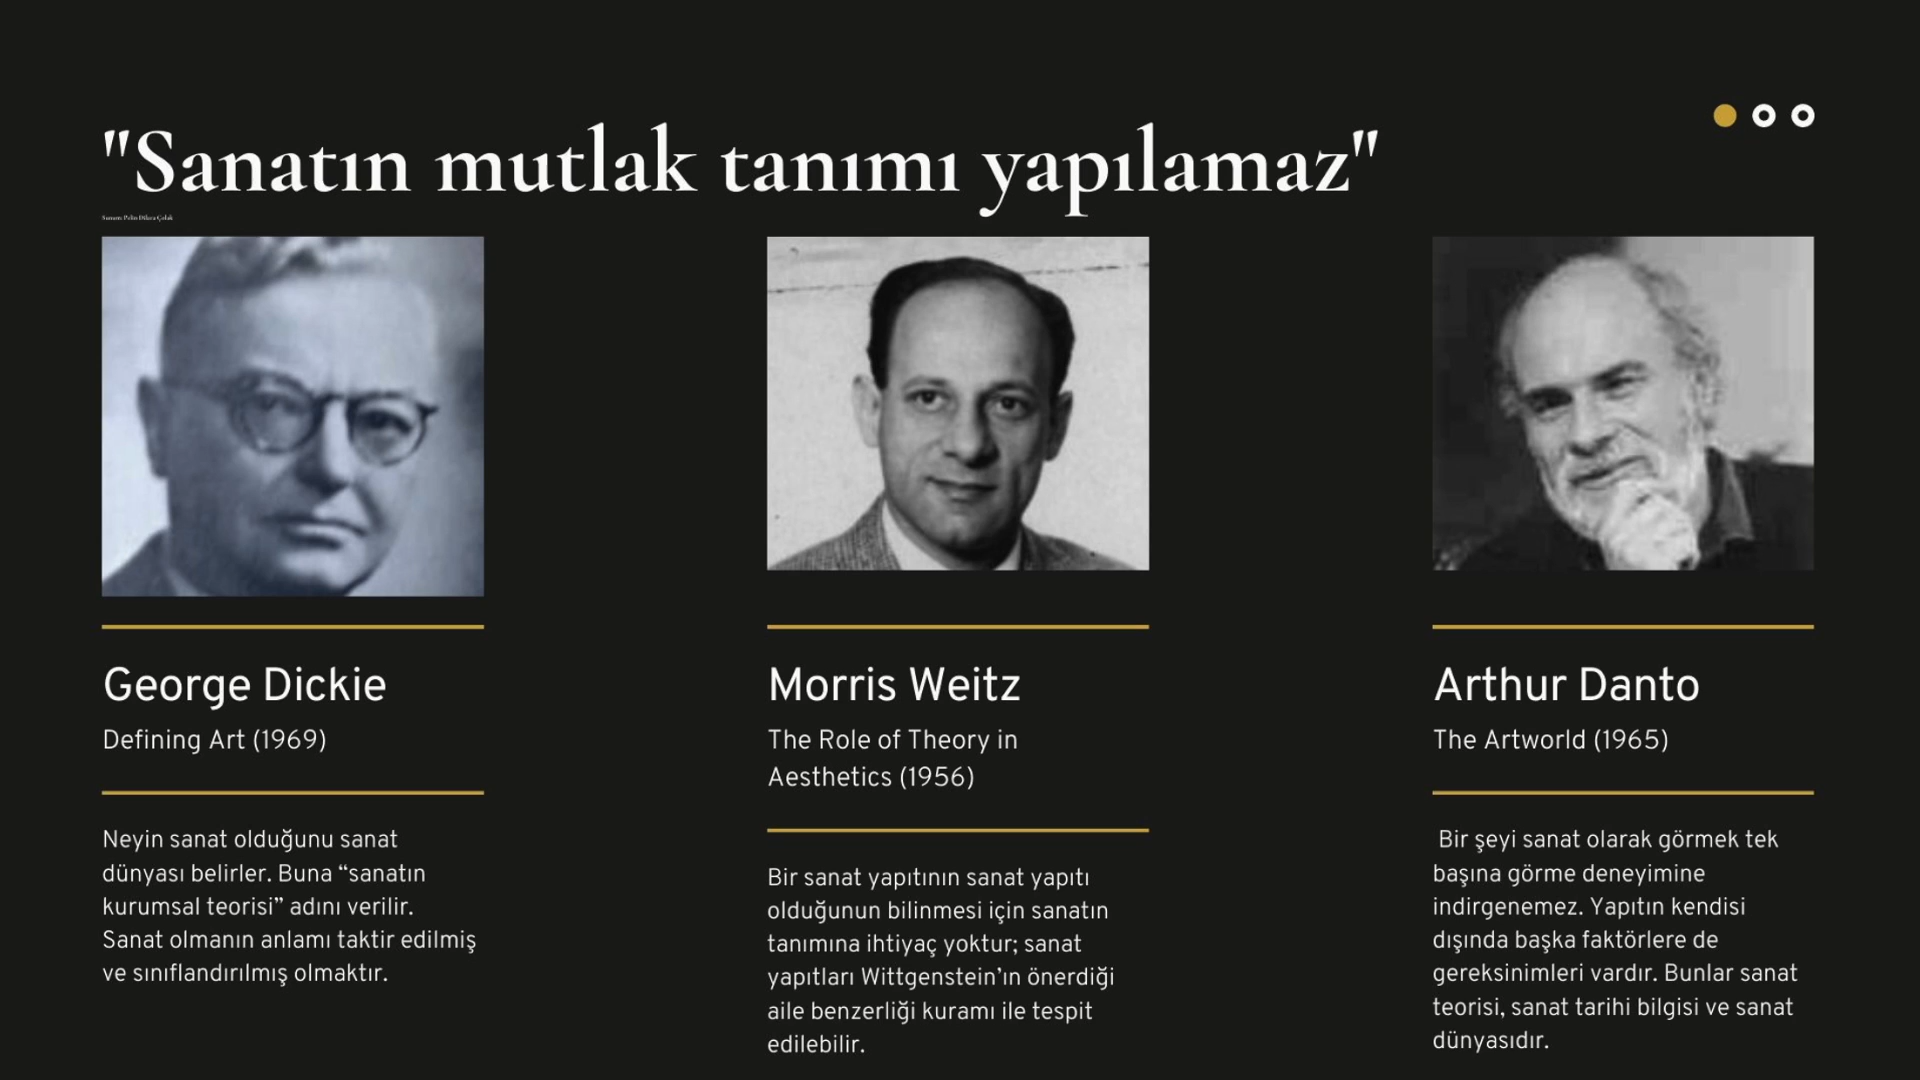 "Sanatın mutlak tanımı yapılamaz"
Sunum: Pelin Dilara Çolak
George Dickie
Defining Art (1969)
Neyin sanat olduğunu sanat
dünyası belirler. Buna “sanatın
kurumsal teorisi” adını verilir.
Sanat olmanın anlamı taktir edilmiş
ve sınıflandırılmış olmaktır.
Morris Weitz
The Role of Theory in
Aesthetics (1956)
Bir sanat yapıtının sanat yapıtı
olduğunun bilinmesi için sanatın
tanımına ihtiyaç yoktur; sanat
yapıtları Wittgenstein’ın önerdiği
aile benzerliği kuramı ile tespit
edilebilir.
Arthur Danto
The Artworld (1965)
Bir şeyi sanat olarak görmek tek
başına görme deneyimine
indirgenemez. Yapıtın kendisi
dışında başka faktörlere de
gereksinimleri vardır. Bunlar sanat
teorisi, sanat tarihi bilgisi ve sanat
dünyasıdır.